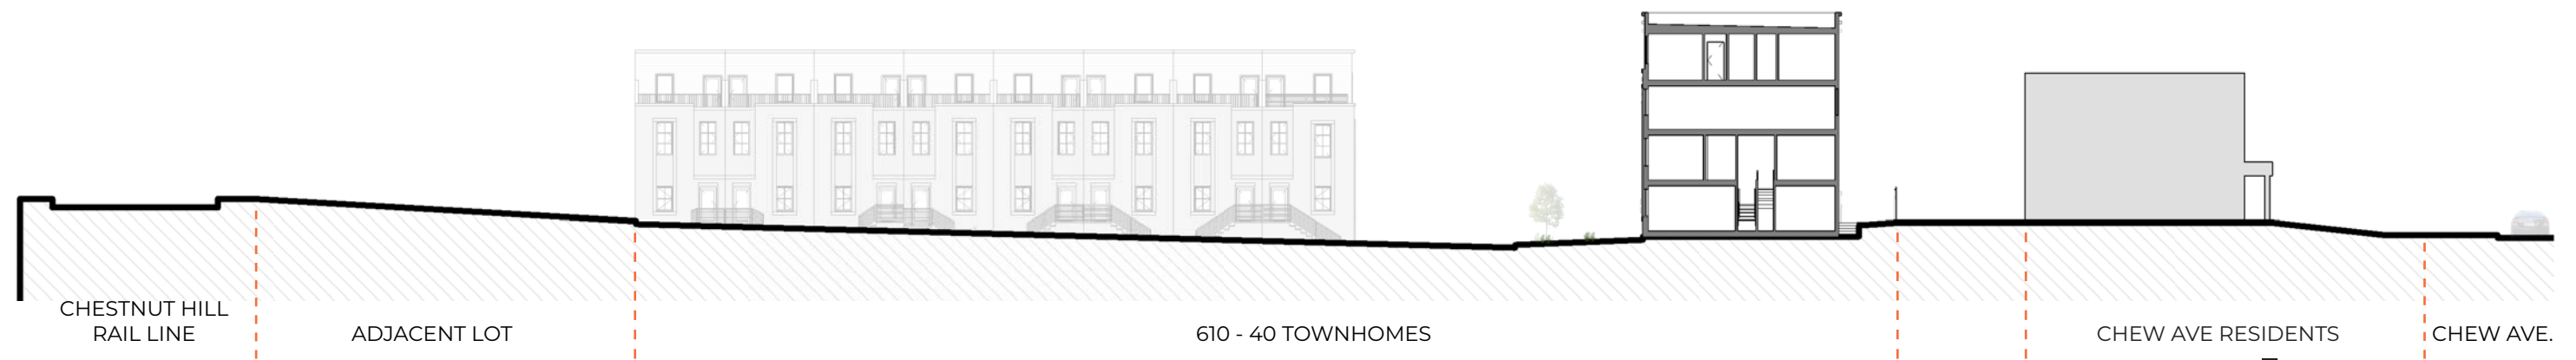 CHESTNUT HILL
RAIL LINE
ADJACENT LOT
610 - 40 TOWNHOMES
CHEW AVE RESIDENTS
CHEW AVE.